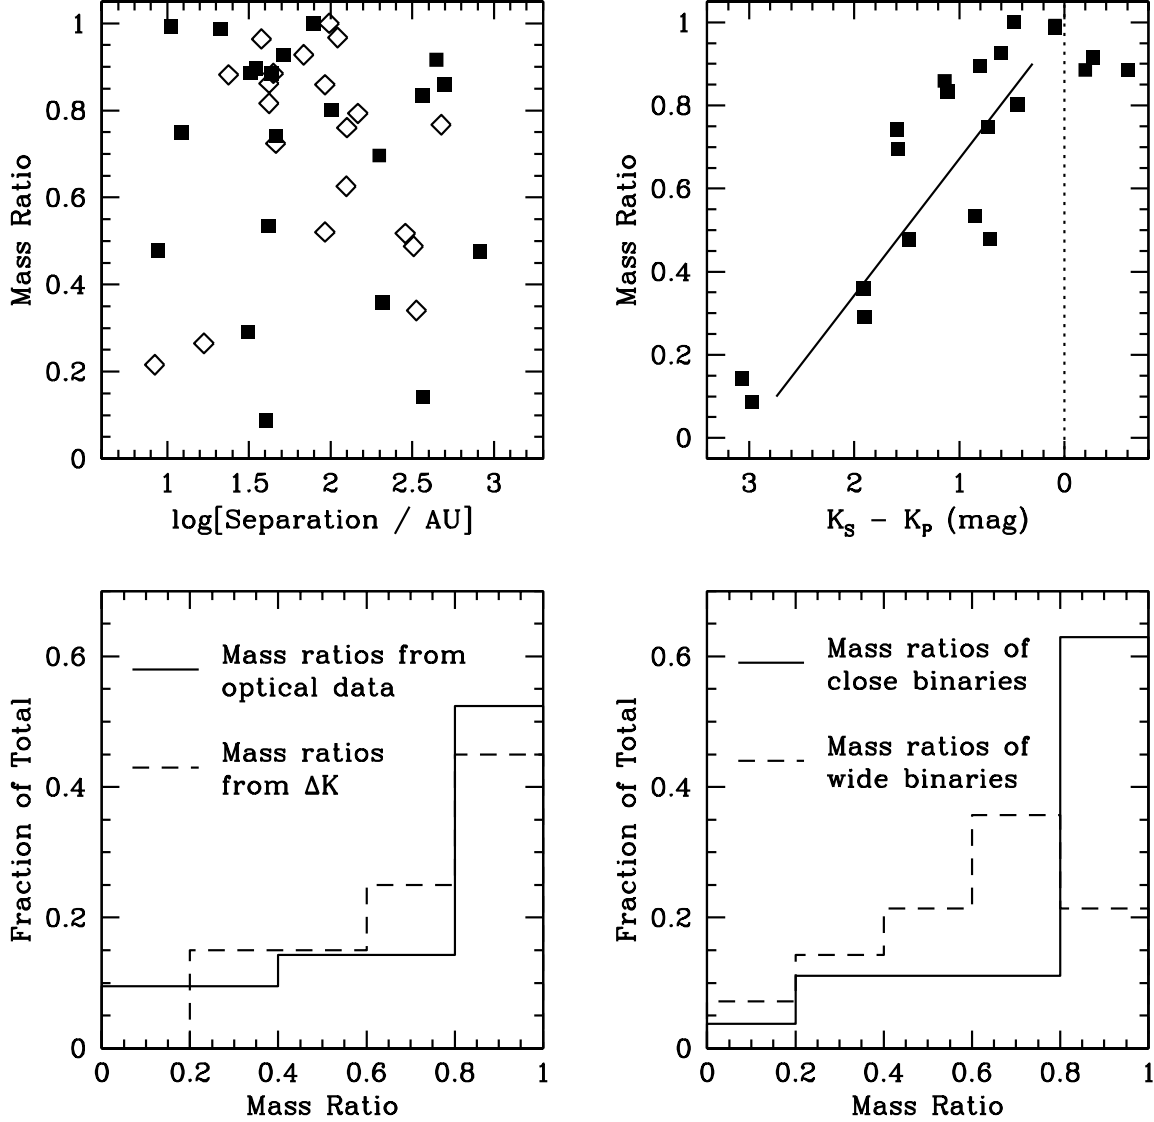 1
0.8
0.6
0.4
0.2
0
Mass Ratio
1
1.5
2
2.5
3
log[Separation / AU]
1
0.8
0.6
0.4
0.2
0
Mass Ratio
3
2
1
0
K_S − K_P (mag)
0.6
0.4
0.2
0
Fraction of Total
Mass ratios from
optical data
Mass ratios
from ΔK
0
0.2
0.4
0.6
0.8
1
Mass Ratio
0.6
0.4
0.2
0
Fraction of Total
Mass ratios of
close binaries
Mass ratios of
wide binaries
0
0.2
0.4
0.6
0.8
1
Mass Ratio